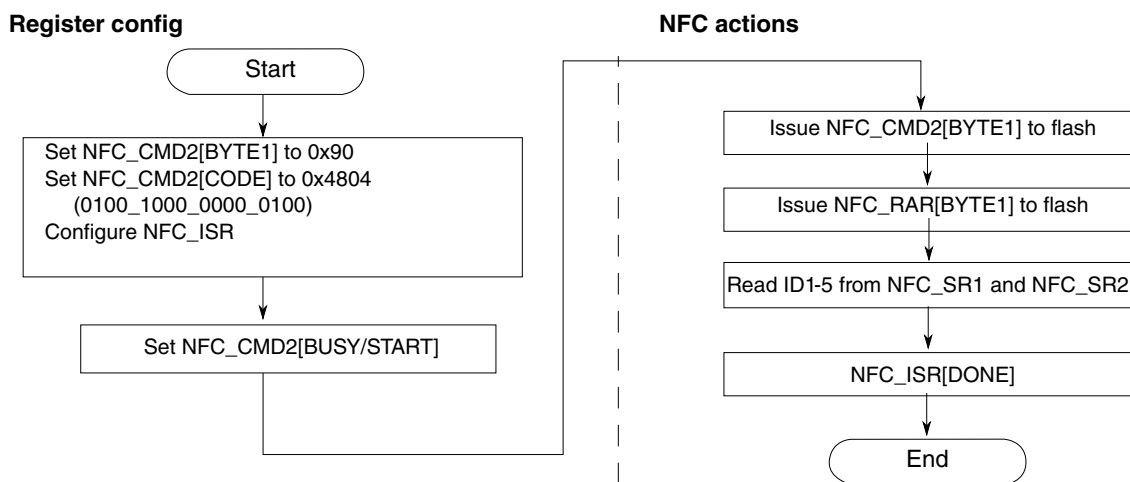 Register config
Start
Set NFC_CMD2[BYTE1] to 0x90
Set NFC_CMD2[CODE] to 0x4804
(0100_1000_0000_0100)
Configure NFC_ISR
Set NFC_CMD2[BUSY/START]
NFC actions
Issue NFC_CMD2[BYTE1] to flash
Issue NFC_RAR[BYTE1] to flash
Read ID1-5 from NFC_SR1 and NFC_SR2
NFC_ISR[DONE]
End